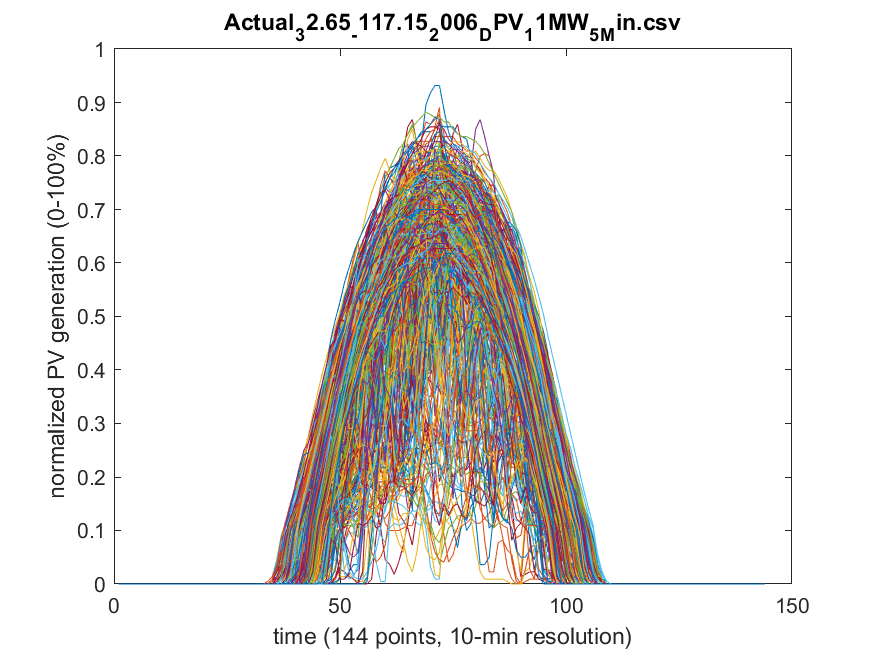 Actual_32.65_-117.15_2006_DPV_11MW_5Min.csv
1
0.9
0.8
0.7
0.6
0.5
0.4
0.3
0.2
0.1
0
normalized PV generation (0-100%)
0 50 100 150
time (144 points, 10-min resolution)